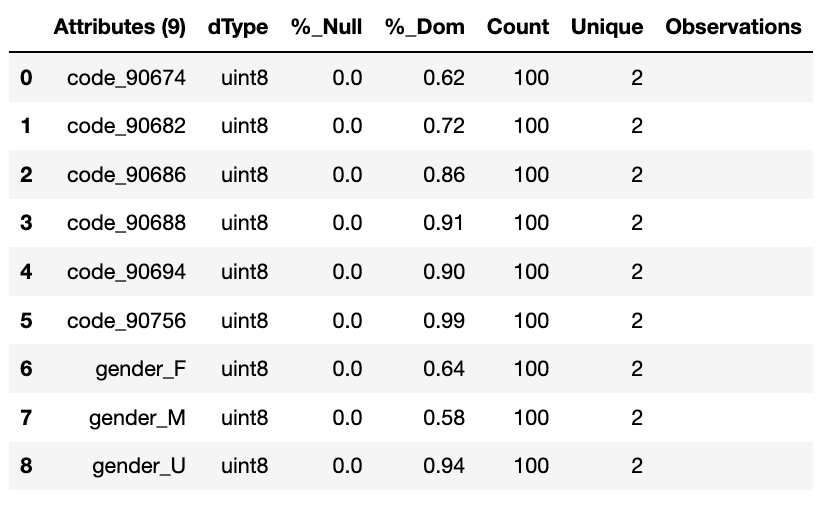 Attributes (9) dType %_Null %_Dom Count Unique Observations
0 code_90674 uint8 0.0 0.62 100 2
1 code_90682 uint8 0.0 0.72 100 2
2 code_90686 uint8 0.0 0.86 100 2
3 code_90688 uint8 0.0 0.91 100 2
4 code_90694 uint8 0.0 0.90 100 2
5 code_90756 uint8 0.0 0.99 100 2
6 gender_F uint8 0.0 0.64 100 2
7 gender_M uint8 0.0 0.58 100 2
8 gender_U uint8 0.0 0.94 100 2